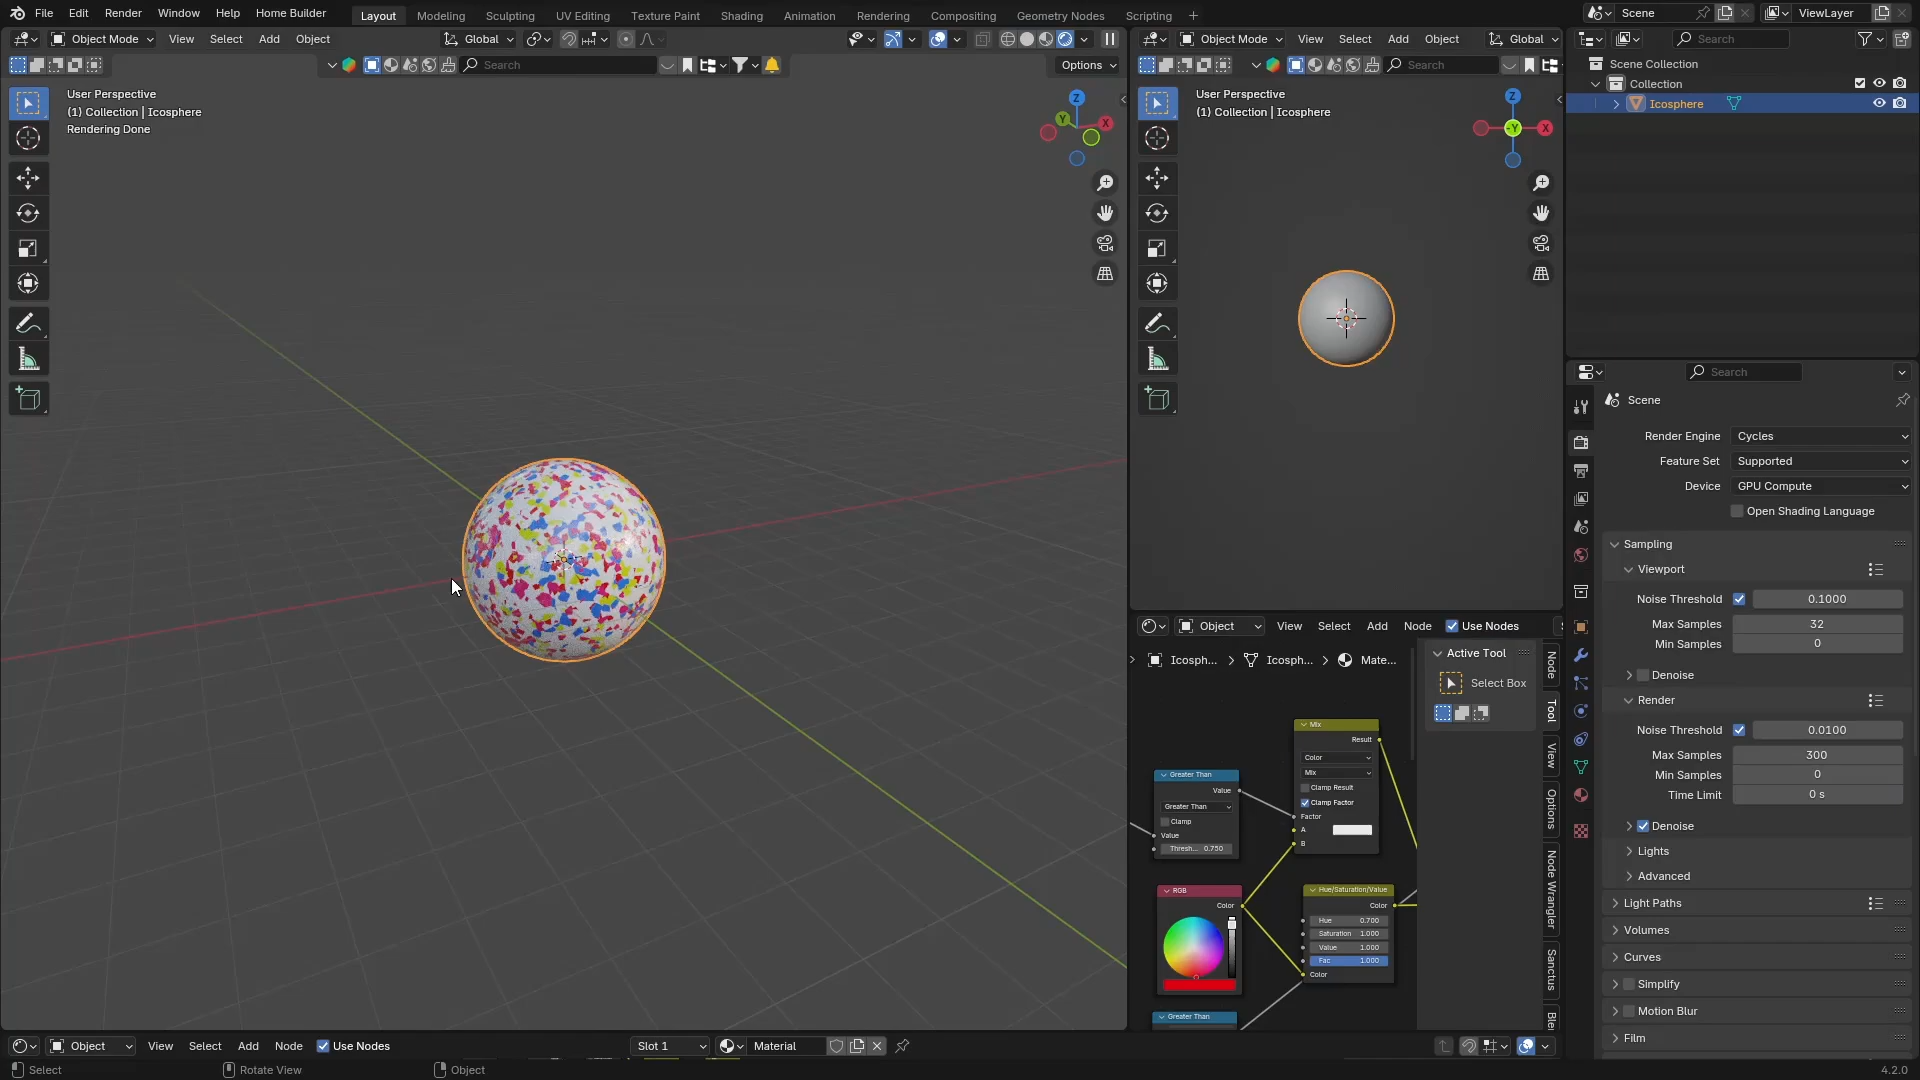 File Edit Render Window Help Home Builder Layout Modeling Sculpting UV Editing Texture Paint Shading Animation Rendering Compositing Geometry Nodes Scripting + Scene ViewLayer
Object Mode View Select Add Object Global
Search Options
User Perspective
(1) Collection | Icosphere
Rendering Done
Z
Y
X
Object Mode View Select Add Object Global
Search
User Perspective
(1) Collection | Icosphere
Z
-Y
X
Search
Scene Collection
Collection
Icosphere
Search
Scene
Render Engine Cycles
Feature Set Supported
Device GPU Compute
Open Shading Language
Sampling
Viewport
Noise Threshold 0.1000
Max Samples 32
Min Samples 0
Denoise
Render
Noise Threshold 0.0100
Max Samples 300
Min Samples 0
Time Limit 0 s
Denoise
Lights
Advanced
Light Paths
Volumes
Curves
Simplify
Motion Blur
Film
Object View Select Add Node Use Nodes
Icosph... Icosph... Mate...
Active Tool
Select Box
Node
Tool
View
Options
Node Wrangler
Sanctus
Ble
Mix
Result
Color
Mix
Clamp Result
Clamp Factor
Factor
A
B
Greater Than
Value
Greater Than
Clamp
Value
Thresh... 0.750
RGB
Color
Hue/Saturation/Value
Color
Hue 0.700
Saturation 1.000
Value 1.000
Fac 1.000
Color
Greater Than
Object View Select Add Node Use Nodes Slot 1 Material
Select Rotate View Object 4.2.0